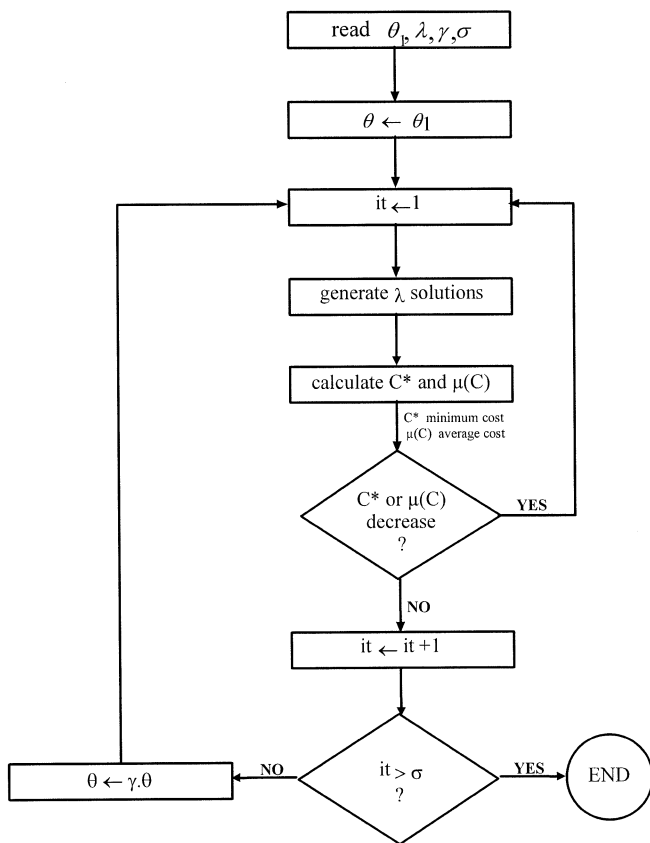 read θ1, λ, γ, σ
θ ← θ1
it ← 1
generate λ solutions
calculate C* and μ(C)
C* minimum cost
μ(C) average cost
C* or μ(C)
decrease
?
YES
NO
it ← it +1
it > σ
?
NO
YES
θ ← γ.θ
END